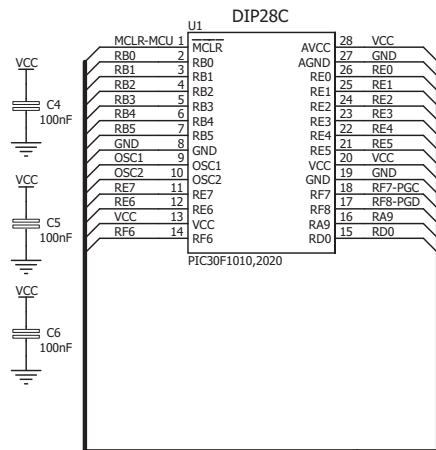 DIP28C
U1
MCLR-MCU 1 MCLR AVCC 28 VCC
RB0 2 RB0 AGND 27 GND
RB1 3 RB1 RE0 26 RE0
RB2 4 RB2 RE1 25 RE1
RB3 5 RB3 RE2 24 RE2
RB4 6 RB4 RE3 23 RE3
RB5 7 RB5 RE4 22 RE4
GND 8 GND RE5 21 RE5
OSC1 9 OSC1 VCC 20 VCC
OSC2 10 OSC2 GND 19 GND
RE7 11 RE7 RF7 18 RF7-PGC
RE6 12 RE6 RF8 17 RF8-PGD
VCC 13 VCC RA9 16 RA9
RF6 14 RF6 RD0 15 RD0
PIC30F1010,2020
VCC
C4
100nF
VCC
C5
100nF
VCC
C6
100nF